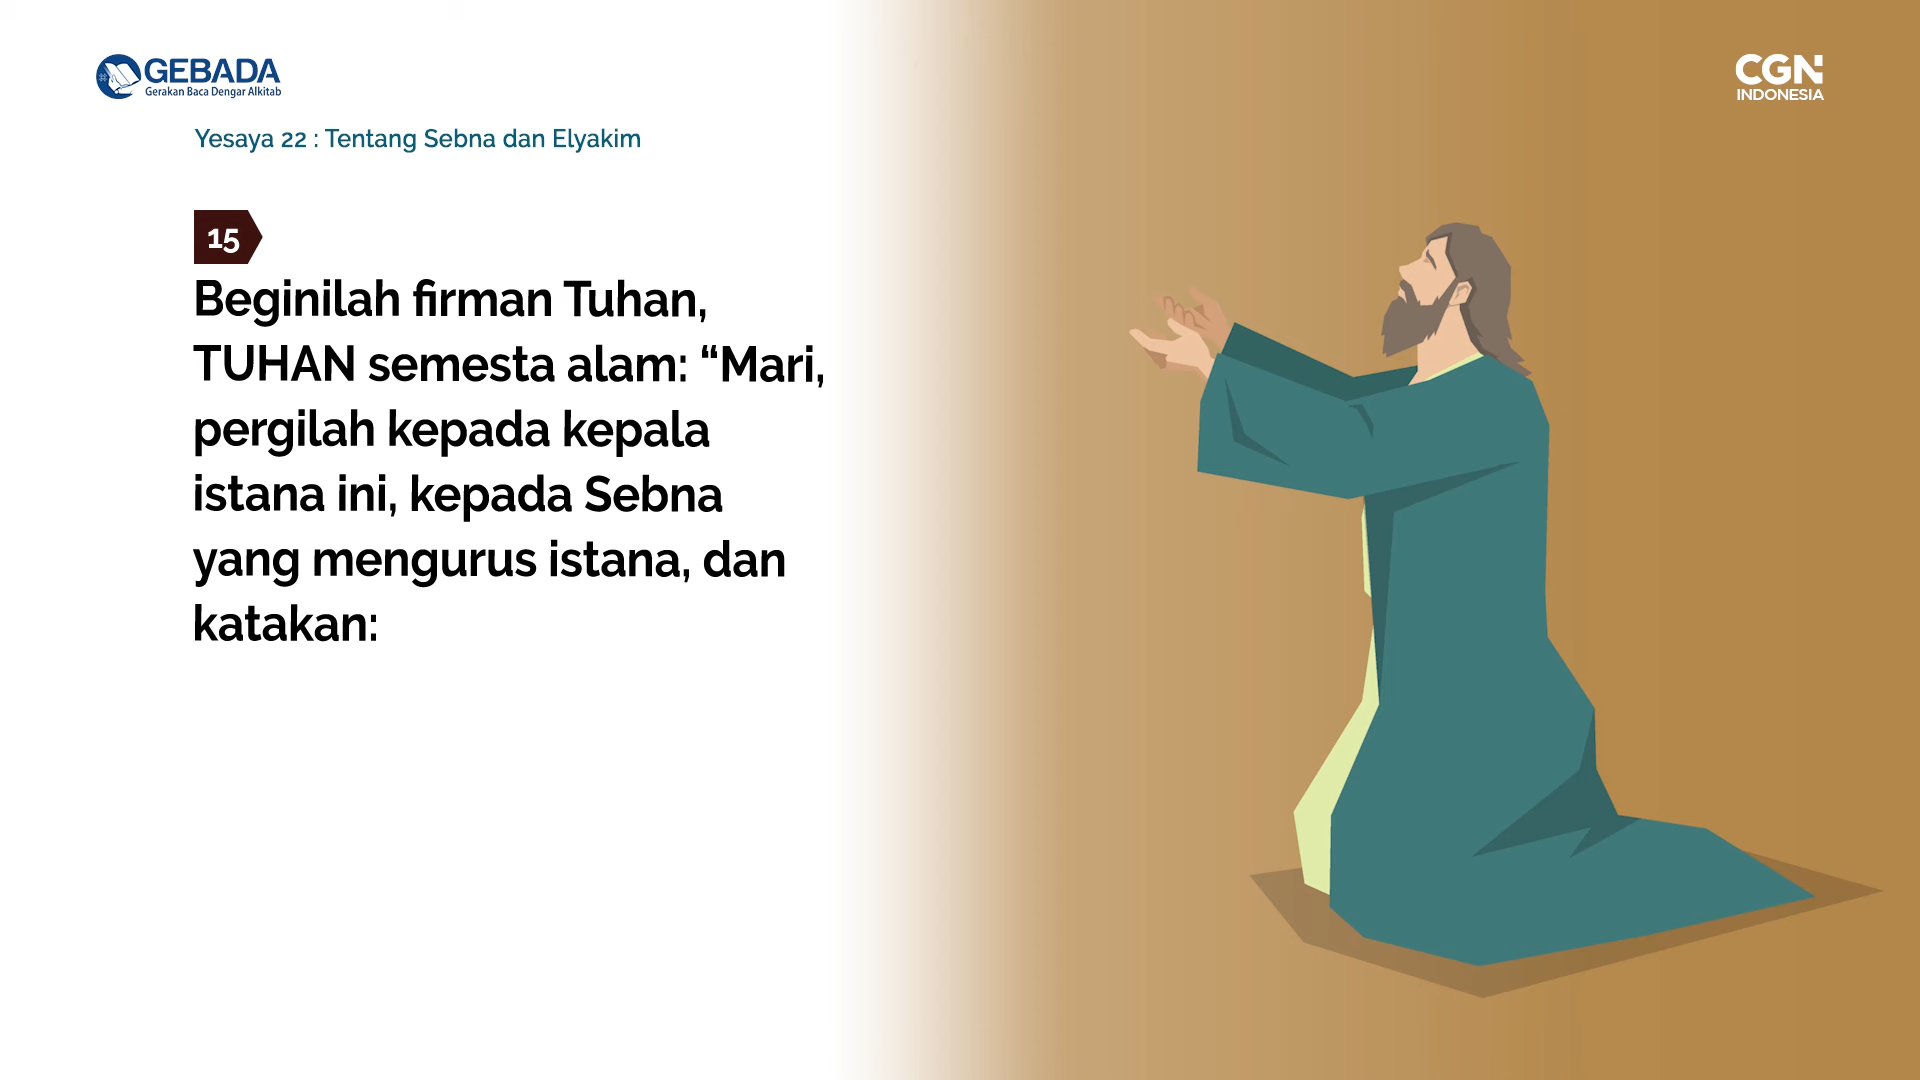 GEBADA
Gerakan Baca Dengar Alkitab
CGN
INDONESIA
Yesaya 22 : Tentang Sebna dan Elyakim
15
Beginilah firman Tuhan,
TUHAN semesta alam: “Mari,
pergilah kepada kepala
istana ini, kepada Sebna
yang mengurus istana, dan
katakan: